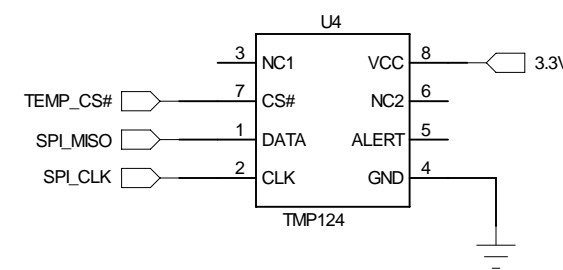 U4
3 NC1 VCC 8 3.3V
TEMP_CS# 7 CS# NC2 6
SPI_MISO 1 DATA ALERT 5
SPI_CLK 2 CLK GND 4
TMP124